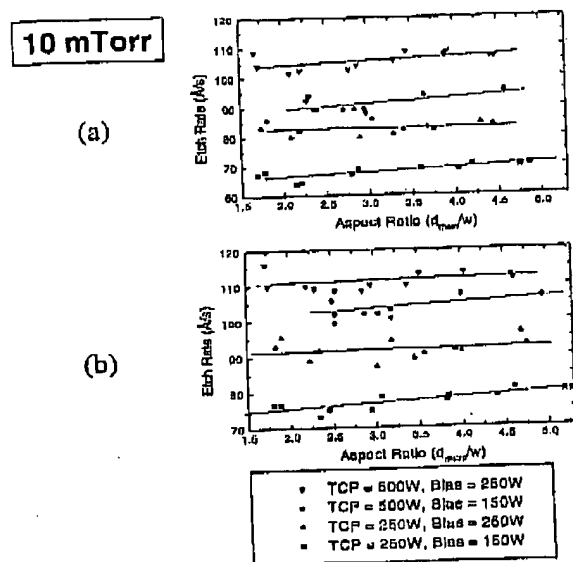 10 mTorr
(a)
Etch Rate (Å/s)
120
110
100
90
80
70
60
1.5 2.0 2.5 3.0 3.5 4.0 4.5 5.0
Aspect Ratio (d /w)
(b)
Etch Rate (Å/s)
120
110
100
90
80
70
1.5 2.0 2.5 3.0 3.5 4.0 4.5 5.0
Aspect Ratio (d /w)
TCP = 500W, Bias = 250W
TCP = 500W, Bias = 150W
TCP = 250W, Bias = 250W
TCP = 250W, Bias = 150W